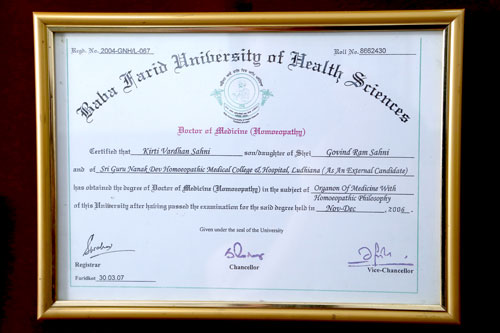 Regd. No. 2004-GNH/L-067 Roll No. 8662430
Baba Farid University of Health Sciences
Doctor of Medicine (Homoeopathy)
Certified that Kirti Vardhan Sahni son/daughter of Shri Govind Ram Sahni
and of Sri Guru Nanak Dev Homoeopathic Medical College & Hospital, Ludhiana ( As An External Candidate)
has obtained the degree of Doctor of Medicine (Homoeopathy) in the subject of Organon Of Medicine With
Homoeopathic Philosophy
of this University after having passed the examination for the said degree held in Nov-Dec , 2006 .
Given under the seal of the University
Registrar
Chancellor
Vice-Chancellor
Faridkot 30.03.07